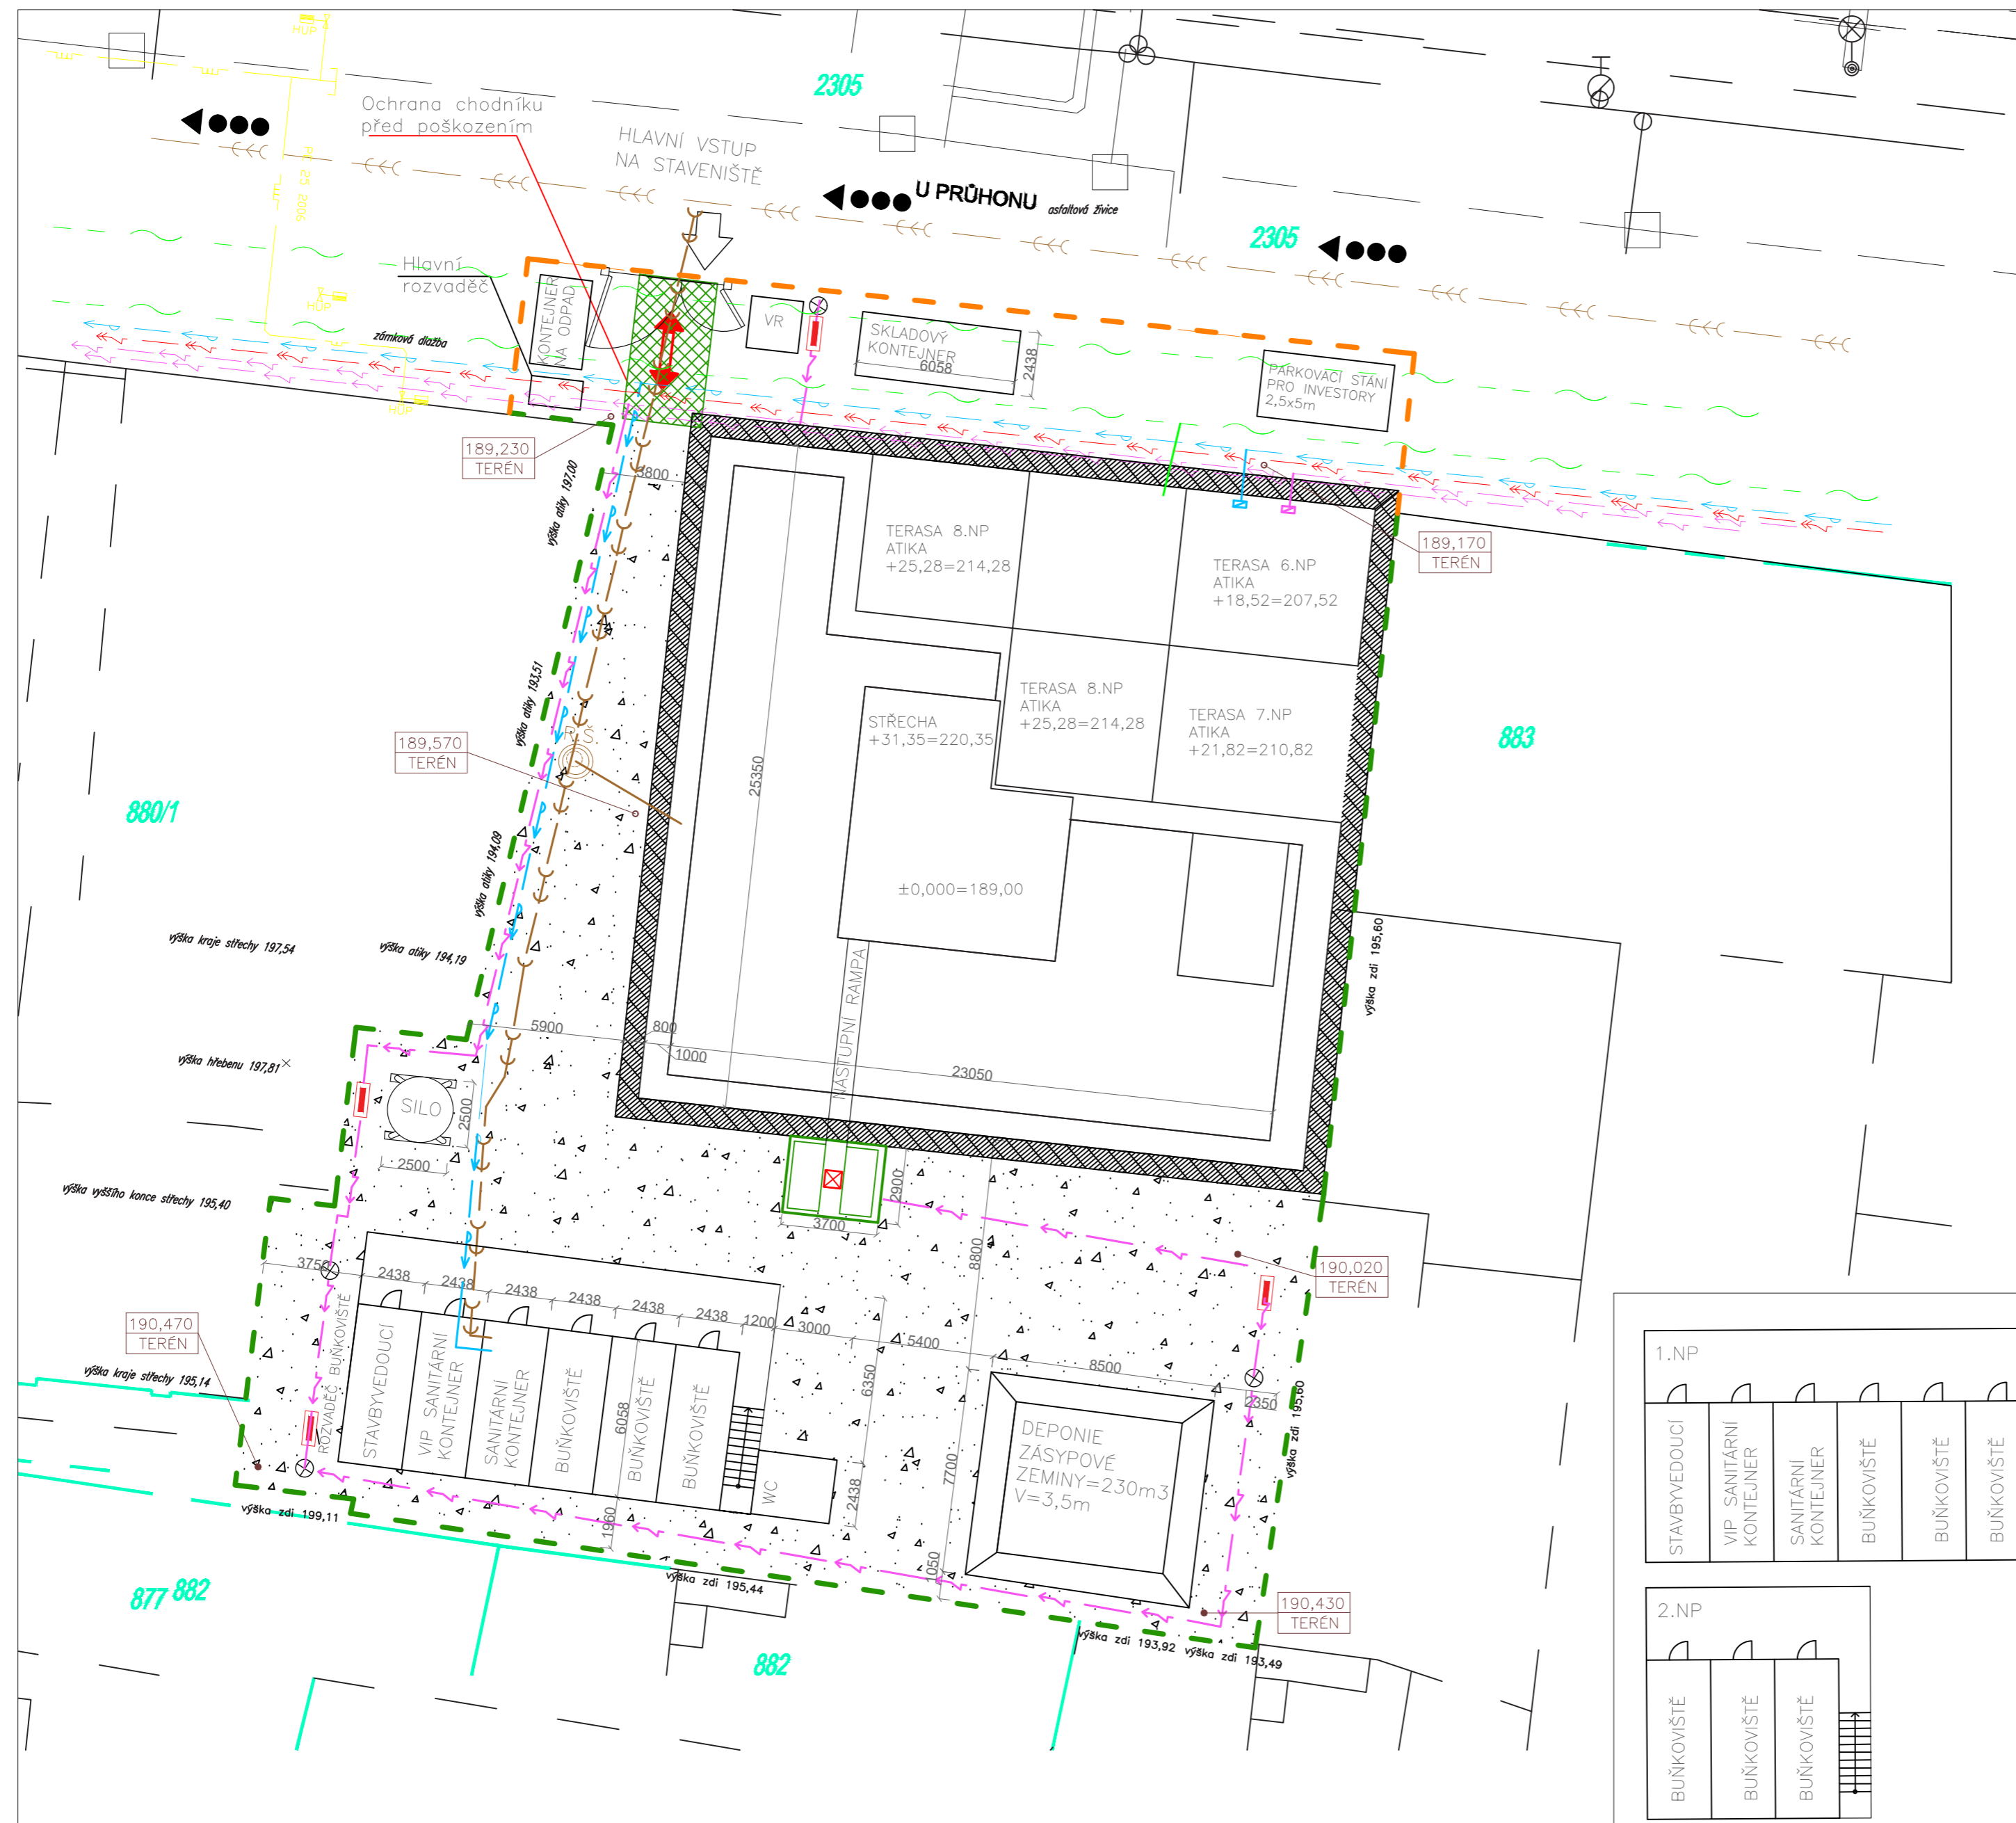 HUP
2305
Ochrana chodníku
před poškozením
HLAVNÍ VSTUP
NA STAVENIŠTĚ
U PRŮHONU
asfaltová živice
2305
Hlavní
rozvaděč
HUP
zámková dlažba
HUP
KONTEJNER
NA ODPAD
VR
SKLADOVÝ
KONTEJNER
6058
2438
PARKOVACÍ STÁNÍ
PRO INVESTORY
2,5x5m
189,230
TERÉN
3800
výška atiky 197,00
189,170
TERÉN
TERASA 8.NP
ATIKA
+25,28=214,28
TERASA 6.NP
ATIKA
+18,52=207,52
TERASA 8.NP
ATIKA
+25,28=214,28
TERASA 7.NP
ATIKA
+21,82=210,82
STŘECHA
+31,35=220,35
výška atiky 193,51
R.Š.
189,570
TERÉN
25350
883
880/1
výška atiky 194,09
±0,000=189,00
výška kraje střechy 197,54
výška atiky 194,19
výška zdi 195,60
NÁSTUPNÍ RAMPA
5900
800
1000
23050
výška hřebenu 197,81
SILO
2500
2500
výška vyššího konce střechy 195,40
2900
3700
8800
190,020
TERÉN
3750
2438
2438
2438
2438
2438
2438
1200
3000
5400
8500
2350
190,470
TERÉN
výška kraje střechy 195,14
ROZVADĚČ BUŇKOVIŠTĚ
STAVBYVEDOUCÍ
VIP SANITÁRNÍ
KONTEJNER
SANITÁRNÍ
KONTEJNER
BUŇKOVIŠTĚ
BUŇKOVIŠTĚ
BUŇKOVIŠTĚ
6058
WC
6350
2438
1960
DEPONIE
ZÁSYPOVÉ
ZEMINY=230m3
V=3,5m
7700
1050
výška zdi 195,60
výška zdi 199,11
výška zdi 195,44
190,430
TERÉN
výška zdi 193,92
výška zdi 193,49
877
882
882
1.NP
STAVBYVEDOUCÍ
VIP SANITÁRNÍ
KONTEJNER
SANITÁRNÍ
KONTEJNER
BUŇKOVIŠTĚ
BUŇKOVIŠTĚ
BUŇKOVIŠTĚ
2.NP
BUŇKOVIŠTĚ
BUŇKOVIŠTĚ
BUŇKOVIŠTĚ